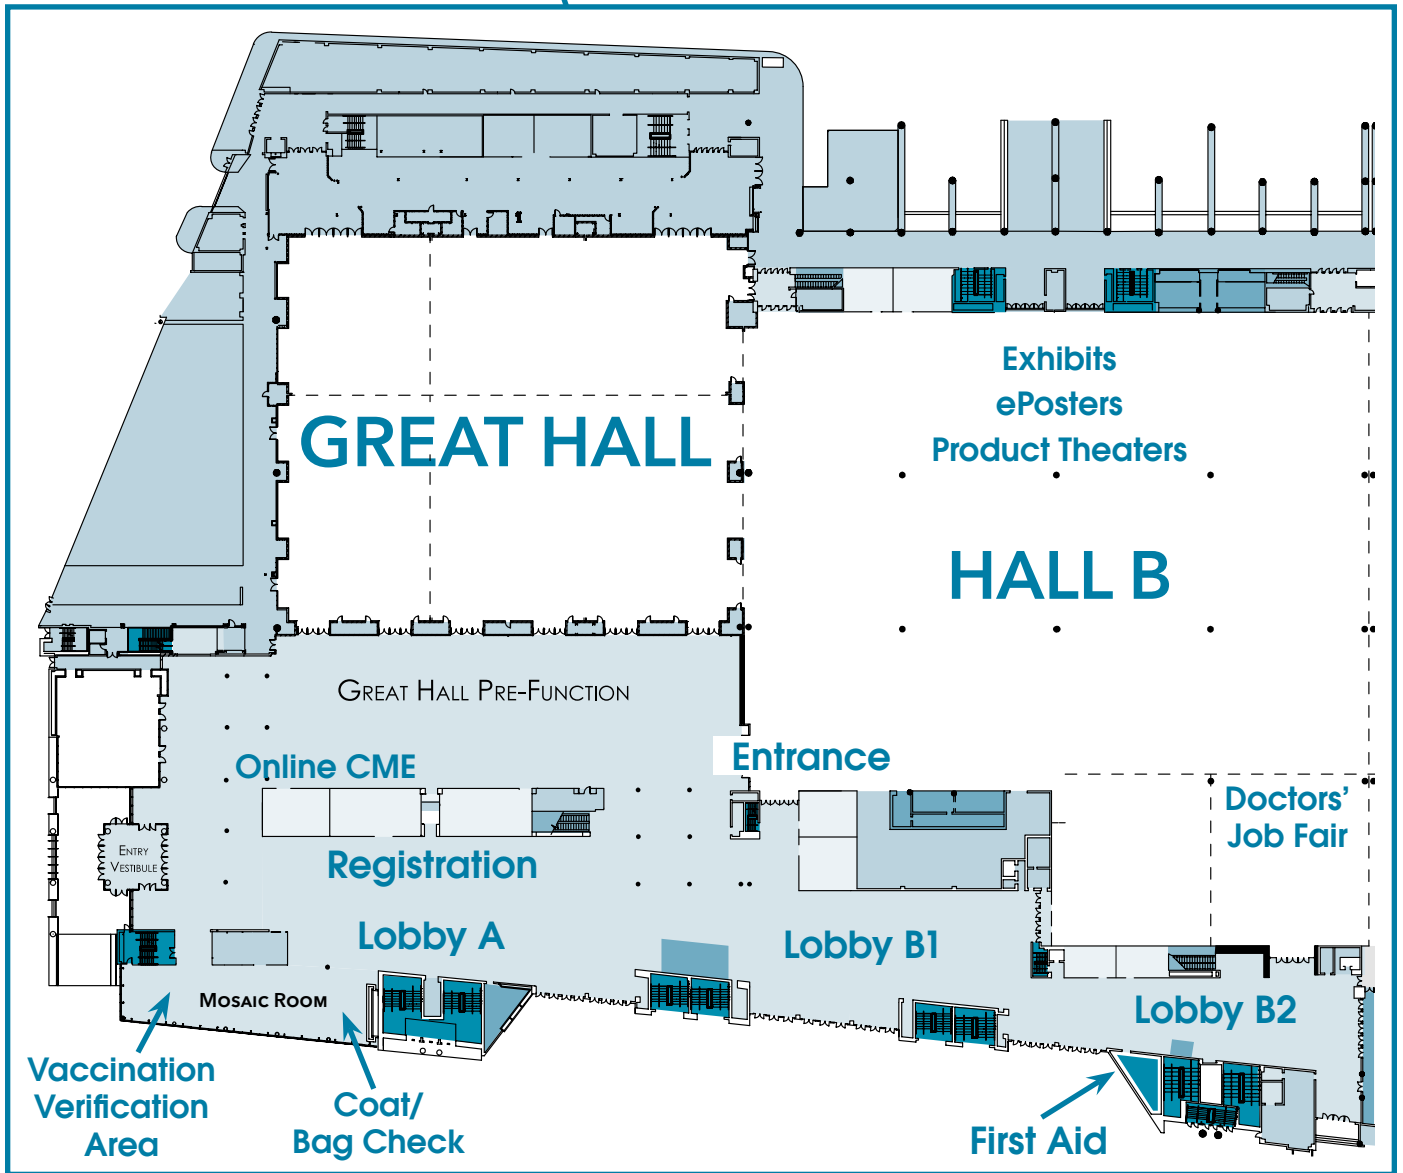 Exhibits
ePosters
Product Theaters
GREAT HALL
HALL B
GREAT HALL PRE-FUNCTION
Online CME
Entrance
Doctors'
Job Fair
ENTRY
VESTIBULE
Registration
Lobby A
Lobby B1
MOSAIC ROOM
Lobby B2
Vaccination
Verification
Area
Coat/
Bag Check
First Aid